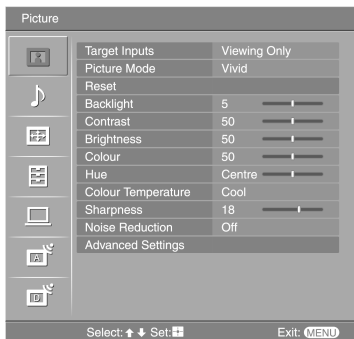 Picture
Target Inputs Viewing Only
Picture Mode Vivid
Reset
Backlight 5
Contrast 50
Brightness 50
Colour 50
Hue Centre
Colour Temperature Cool
Sharpness 18
Noise Reduction Off
Advanced Settings
A
D
Select: Set: Exit: MENU